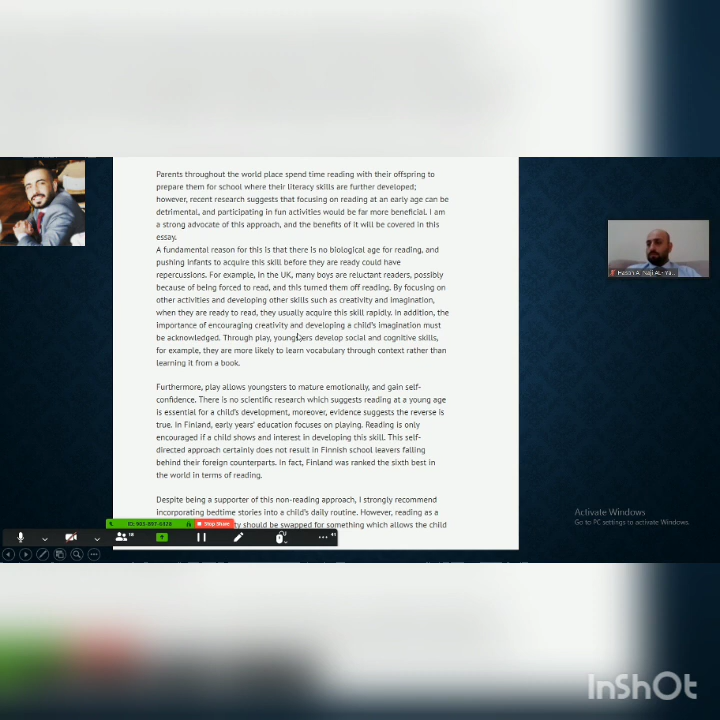 Parents throughout the world place spend time reading with their offspring to
prepare them for school where their literacy skills are further developed;
however, recent research suggests that focusing on reading at an early age can be
detrimental, and participating in fun activities would be far more beneficial. I am
a strong advocate of this approach, and the benefits of it will be covered in this
essay.
A fundamental reason for this is that there is no biological age for reading, and
pushing infants to acquire this skill before they are ready could have
repercussions. For example, in the UK, many boys are reluctant readers, possibly
because of being forced to read, and this turned them off reading. By focusing on
other activities and developing other skills such as creativity and imagination,
when they are ready to read, they usually acquire this skill rapidly. In addition, the
importance of encouraging creativity and developing a child's imagination must
be acknowledged. Through play, youngsters develop social and cognitive skills,
for example, they are more likely to learn vocabulary through context rather than
learning it from a book.
Furthermore, play allows youngsters to mature emotionally, and gain self-
confidence. There is no scientific research which suggests reading at a young age
is essential for a child's development, moreover, evidence suggests the reverse is
true. In Finland, early years' education focuses on playing. Reading is only
encouraged if a child shows and interest in developing this skill. This self-
directed approach certainly does not result in Finnish school leavers falling
behind their foreign counterparts. In fact, Finland was ranked the sixth best in
the world in terms of reading.
Despite being a supporter of this non-reading approach, I strongly recommend
incorporating bedtime stories into a child's daily routine. However, reading as a
should be swapped for something which allows the child
Stop Share
Activate Windows
Go to PC settings to activate Windows.
InShOt